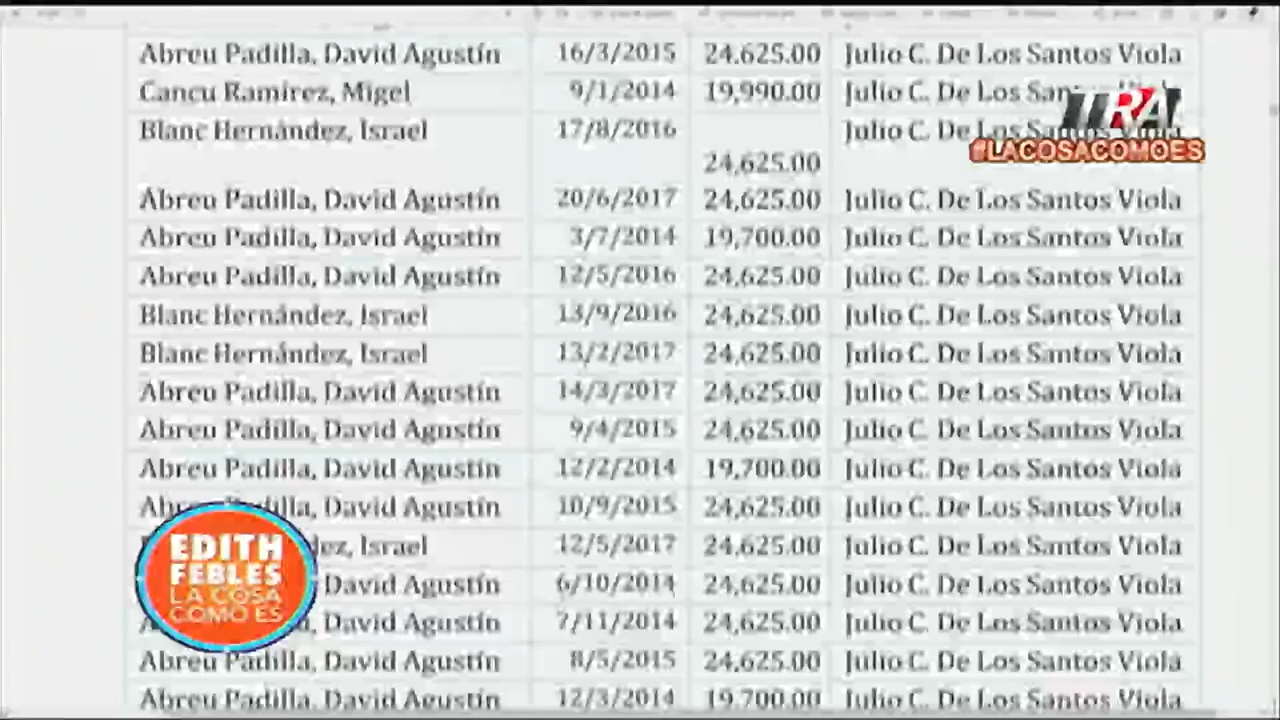 Abreu Padilla, David Agustín 16/3/2015 24,625.00 Julio C. De Los Santos Viola
Cancu Ramírez, Migel 9/1/2014 19,990.00 Julio C. De Los
Blanc Hernández, Israel 17/8/2016 24,625.00 Julio C. De Los Santos Viola
#LACOSACOMOES
Abreu Padilla, David Agustín 20/6/2017 24,625.00 Julio C. De Los Santos Viola
Abreu Padilla, David Agustín 3/7/2014 19,700.00 Julio C. De Los Santos Viola
Abreu Padilla, David Agustín 12/5/2016 24,625.00 Julio C. De Los Santos Viola
Blanc Hernández, Israel 13/9/2016 24,625.00 Julio C. De Los Santos Viola
Blanc Hernández, Israel 13/2/2017 24,625.00 Julio C. De Los Santos Viola
Abreu Padilla, David Agustín 14/3/2017 24,625.00 Julio C. De Los Santos Viola
Abreu Padilla, David Agustín 9/4/2015 24,625.00 Julio C. De Los Santos Viola
Abreu Padilla, David Agustín 12/2/2014 19,700.00 Julio C. De Los Santos Viola
Abreu Padilla, David Agustín 10/9/2015 24,625.00 Julio C. De Los Santos Viola
Israel 12/5/2017 24,625.00 Julio C. De Los Santos Viola
David Agustín 6/10/2014 24,625.00 Julio C. De Los Santos Viola
David Agustín 7/11/2014 24,625.00 Julio C. De Los Santos Viola
Abreu Padilla, David Agustín 8/5/2015 24,625.00 Julio C. De Los Santos Viola
Abreu Padilla, David Agustín 12/3/2014 19,700.00 Julio C. De Los Santos Viola
EDITH
FEBLES
LA COSA
COMO ES